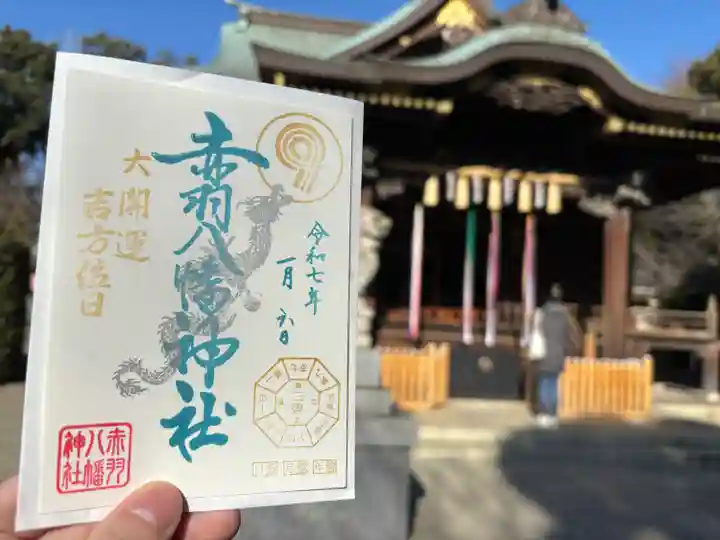 令和七年
一月六日
赤羽八幡神社
大開運
吉方位日
赤羽
八幡
神社